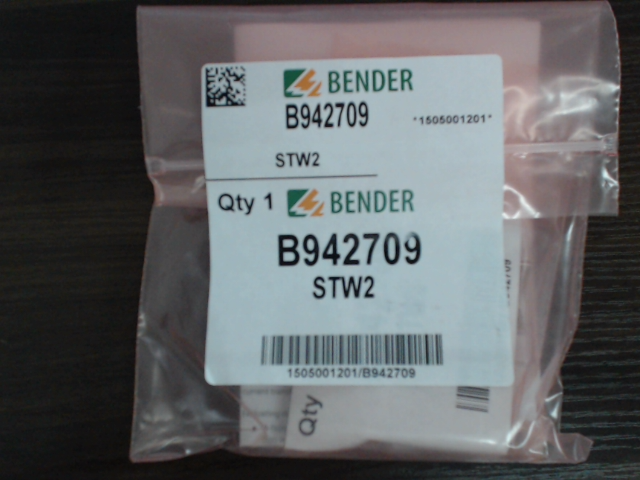 BENDER
B942709
*1505001201*
STW2
Qty 1 BENDER
B942709
STW2
1505001201/B942709
Qty